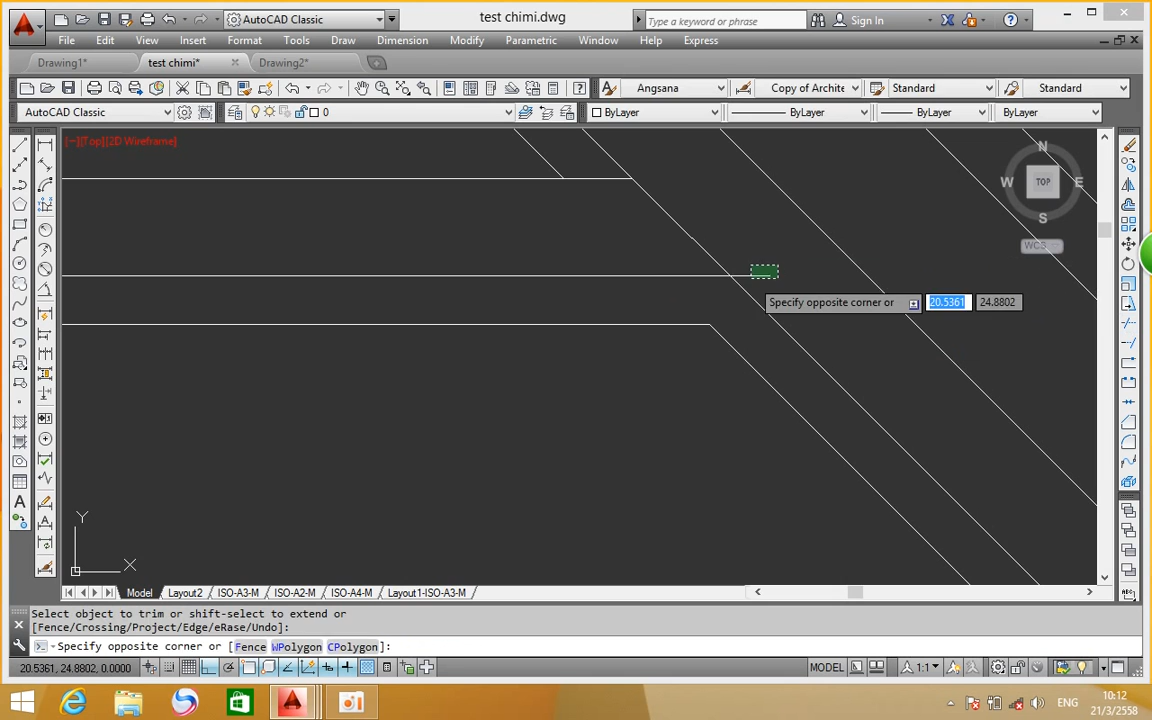 AutoCAD Classic
test chimi.dwg
Type a keyword or phrase
Sign In
File Edit View Insert Format Tools Draw Dimension Modify Parametric Window Help Express
Drawing1* test chimi* Drawing2*
Angsana Copy of Archite Standard Standard
AutoCAD Classic 0 ByLayer ByLayer ByLayer ByLayer
[−][Top][2D Wireframe]
N
W TOP E
S
WCS
Specify opposite corner or 20.5361 24.8802
Y
X
Model Layout2 ISO-A3-M ISO-A2-M ISO-A4-M Layout1-ISO-A3-M
Select object to trim or shift-select to extend or
[Fence/Crossing/Project/Edge/eRase/Undo]:
Specify opposite corner or [Fence WPolygon CPolygon]:
20.5361, 24.8802, 0.0000 MODEL 1:1
ENG 10:12
21/3/2558